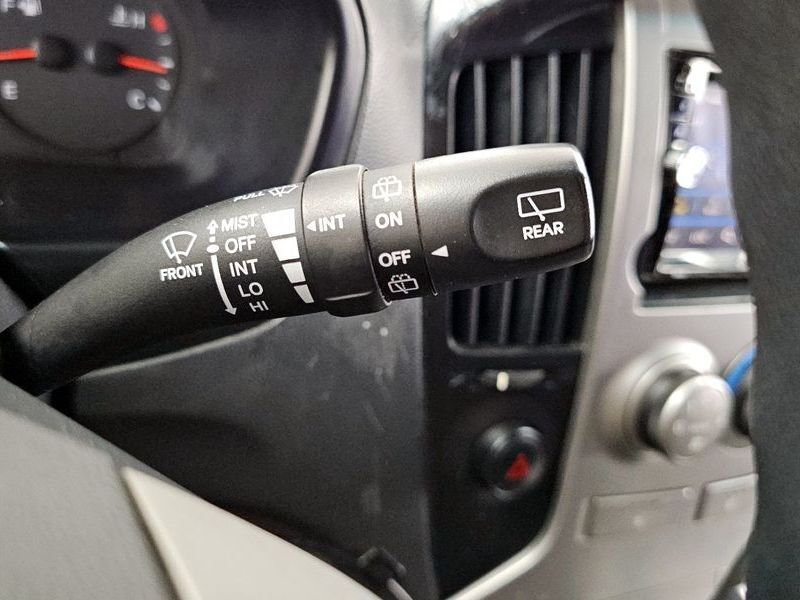 F
E
H
C
PULL
FRONT
MIST
OFF
INT
LO
HI
INT
ON
OFF
REAR